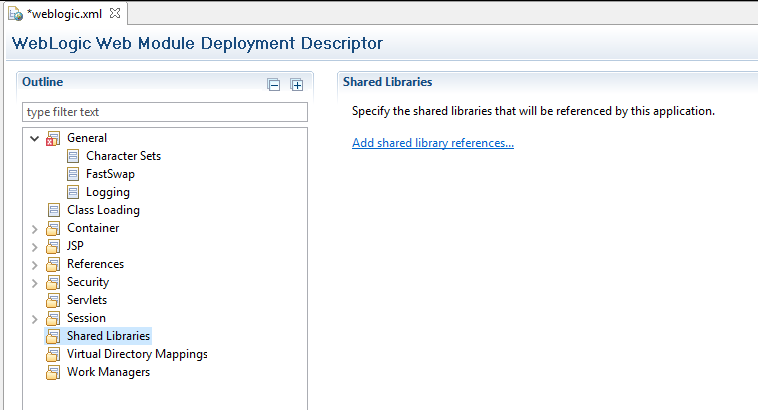 *weblogic.xml
WebLogic Web Module Deployment Descriptor
Outline
type filter text
General
Character Sets
FastSwap
Logging
Class Loading
Container
JSP
References
Security
Servlets
Session
Shared Libraries
Virtual Directory Mappings
Work Managers
Shared Libraries
Specify the shared libraries that will be referenced by this application.
Add shared library references...